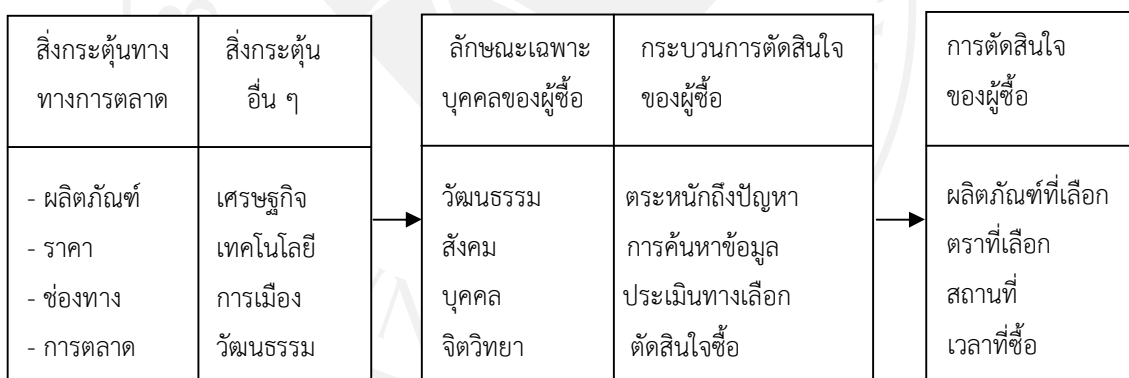 สิ่งกระตุ้นทาง
ทางการตลาด
สิ่งกระตุ้น
อื่น ๆ
- ผลิตภัณฑ์
- ราคา
- ช่องทาง
- การตลาด
เศรษฐกิจ
เทคโนโลยี
การเมือง
วัฒนธรรม
ลักษณะเฉพาะ
บุคคลของผู้ซื้อ
กระบวนการตัดสินใจ
ของผู้ซื้อ
วัฒนธรรม
สังคม
บุคคล
จิตวิทยา
ตระหนักถึงปัญหา
การค้นหาข้อมูล
ประเมินทางเลือก
ตัดสินใจซื้อ
การตัดสินใจ
ของผู้ซื้อ
ผลิตภัณฑ์ที่เลือก
ตราที่เลือก
สถานที่
เวลาที่ซื้อ